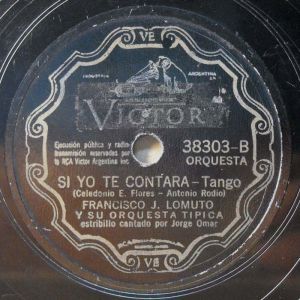 VE
INDUSTRIA
ARGENTINA
VICTOR
Ejecución pública y radio-
transmisión reservadas por
la RCA Victor Argentina inc
38303-B
ORQUESTA
SI YO TE CONTARA - Tango
(Celedonio E. Flores - Antonio Rodio)
FRANCISCO J. LOMUTO
Y SU ORQUESTA TIPICA
estribillo cantado por Jorge Omar
VE